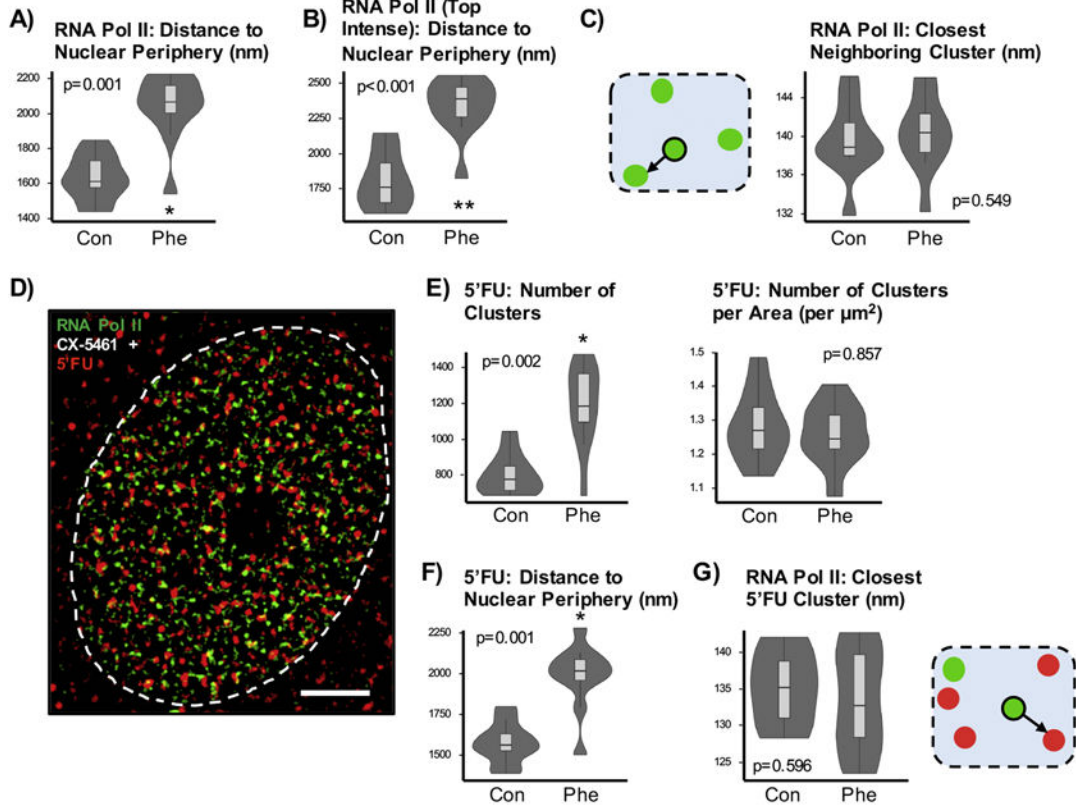 A)
RNA Pol II: Distance to
Nuclear Periphery (nm)
p=0.001
2200
2000
1800
1600
1400
*
Con
Phe
B)
RNA Pol II (Top
Intense): Distance to
Nuclear Periphery (nm)
p<0.001
2500
2250
2000
1750
**
Con
Phe
C)
RNA Pol II: Closest
Neighboring Cluster (nm)
144
140
136
132
p=0.549
Con
Phe
D)
RNA Pol II
CX-5461 +
5'FU
E)
5'FU: Number of
Clusters
p=0.002
*
1400
1200
1000
800
Con
Phe
5'FU: Number of Clusters
per Area (per µm²)
p=0.857
1.5
1.4
1.3
1.2
1.1
Con
Phe
F)
5'FU: Distance to
Nuclear Periphery (nm)
p=0.001
*
2250
2000
1750
1500
Con
Phe
G)
RNA Pol II: Closest
5'FU Cluster (nm)
140
135
130
125
p=0.596
Con
Phe